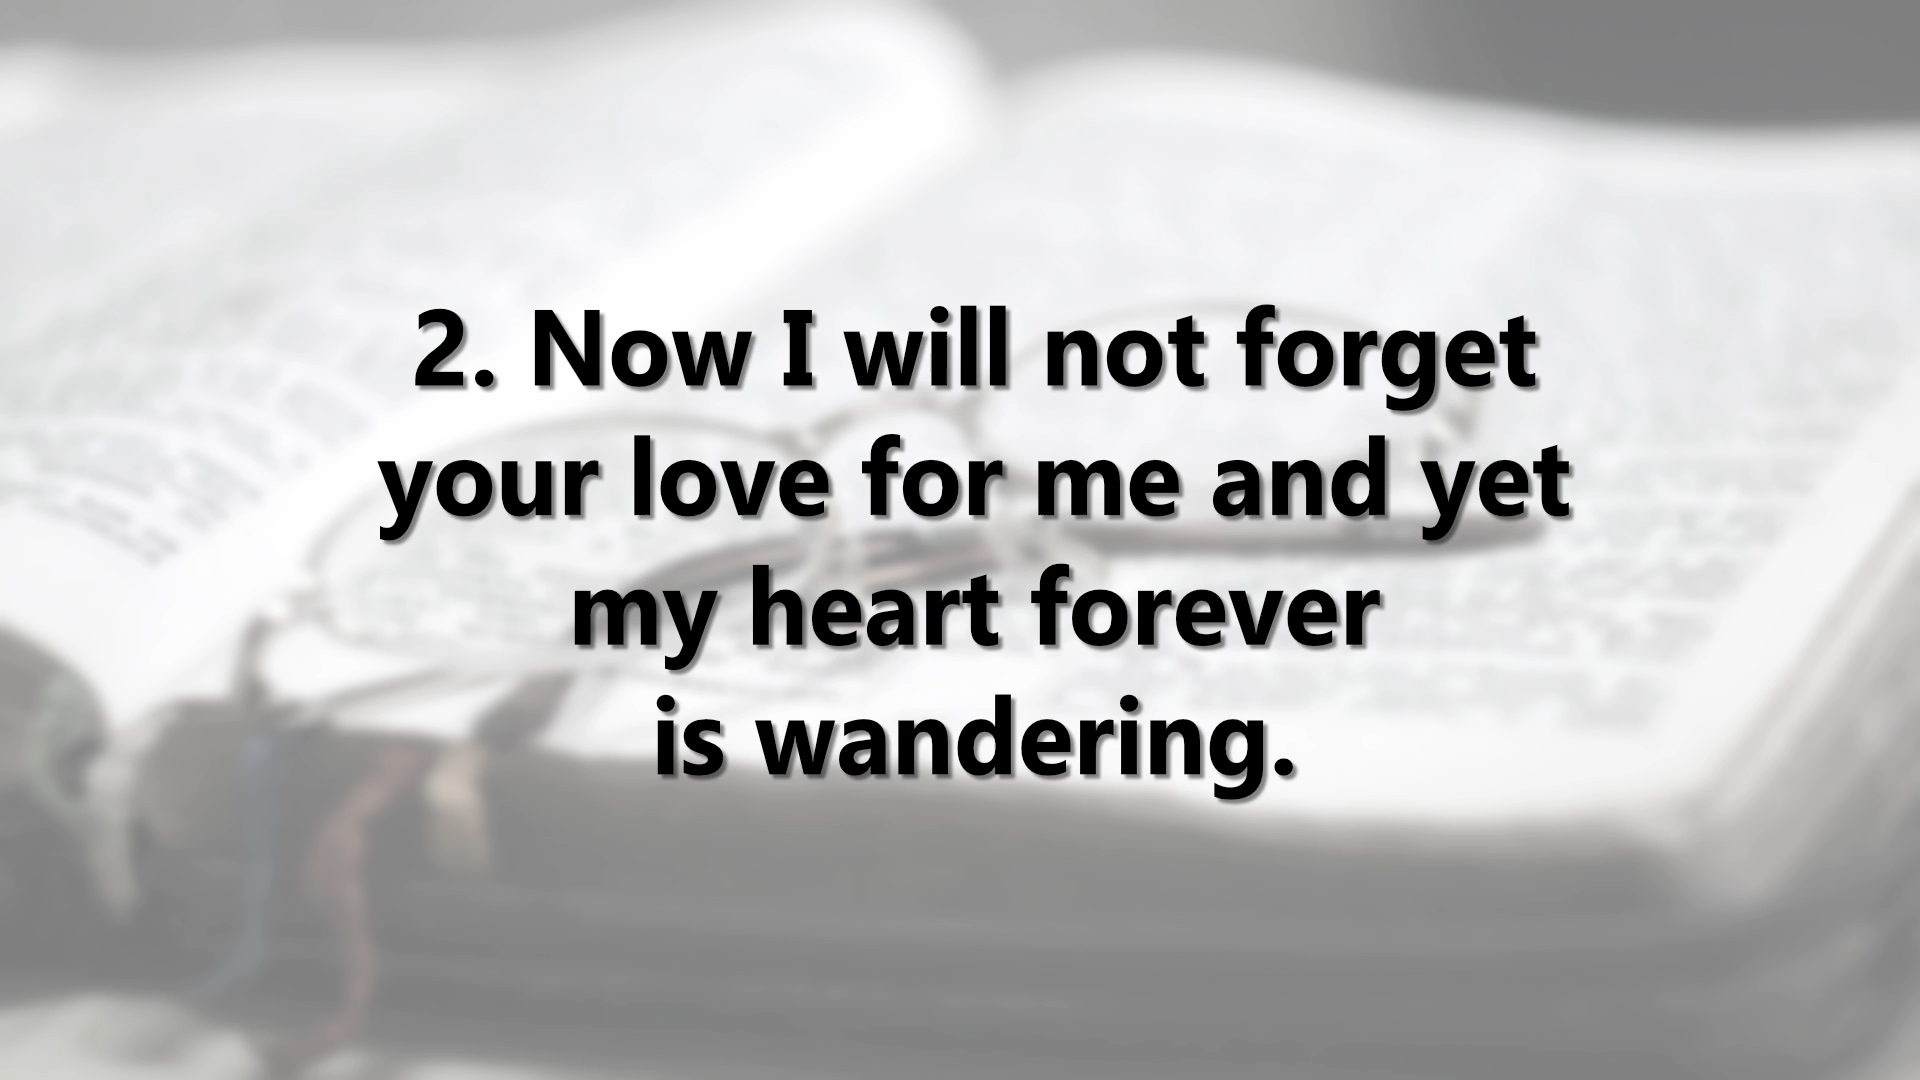 2. Now I will not forget
your love for me and yet
my heart forever
is wandering.